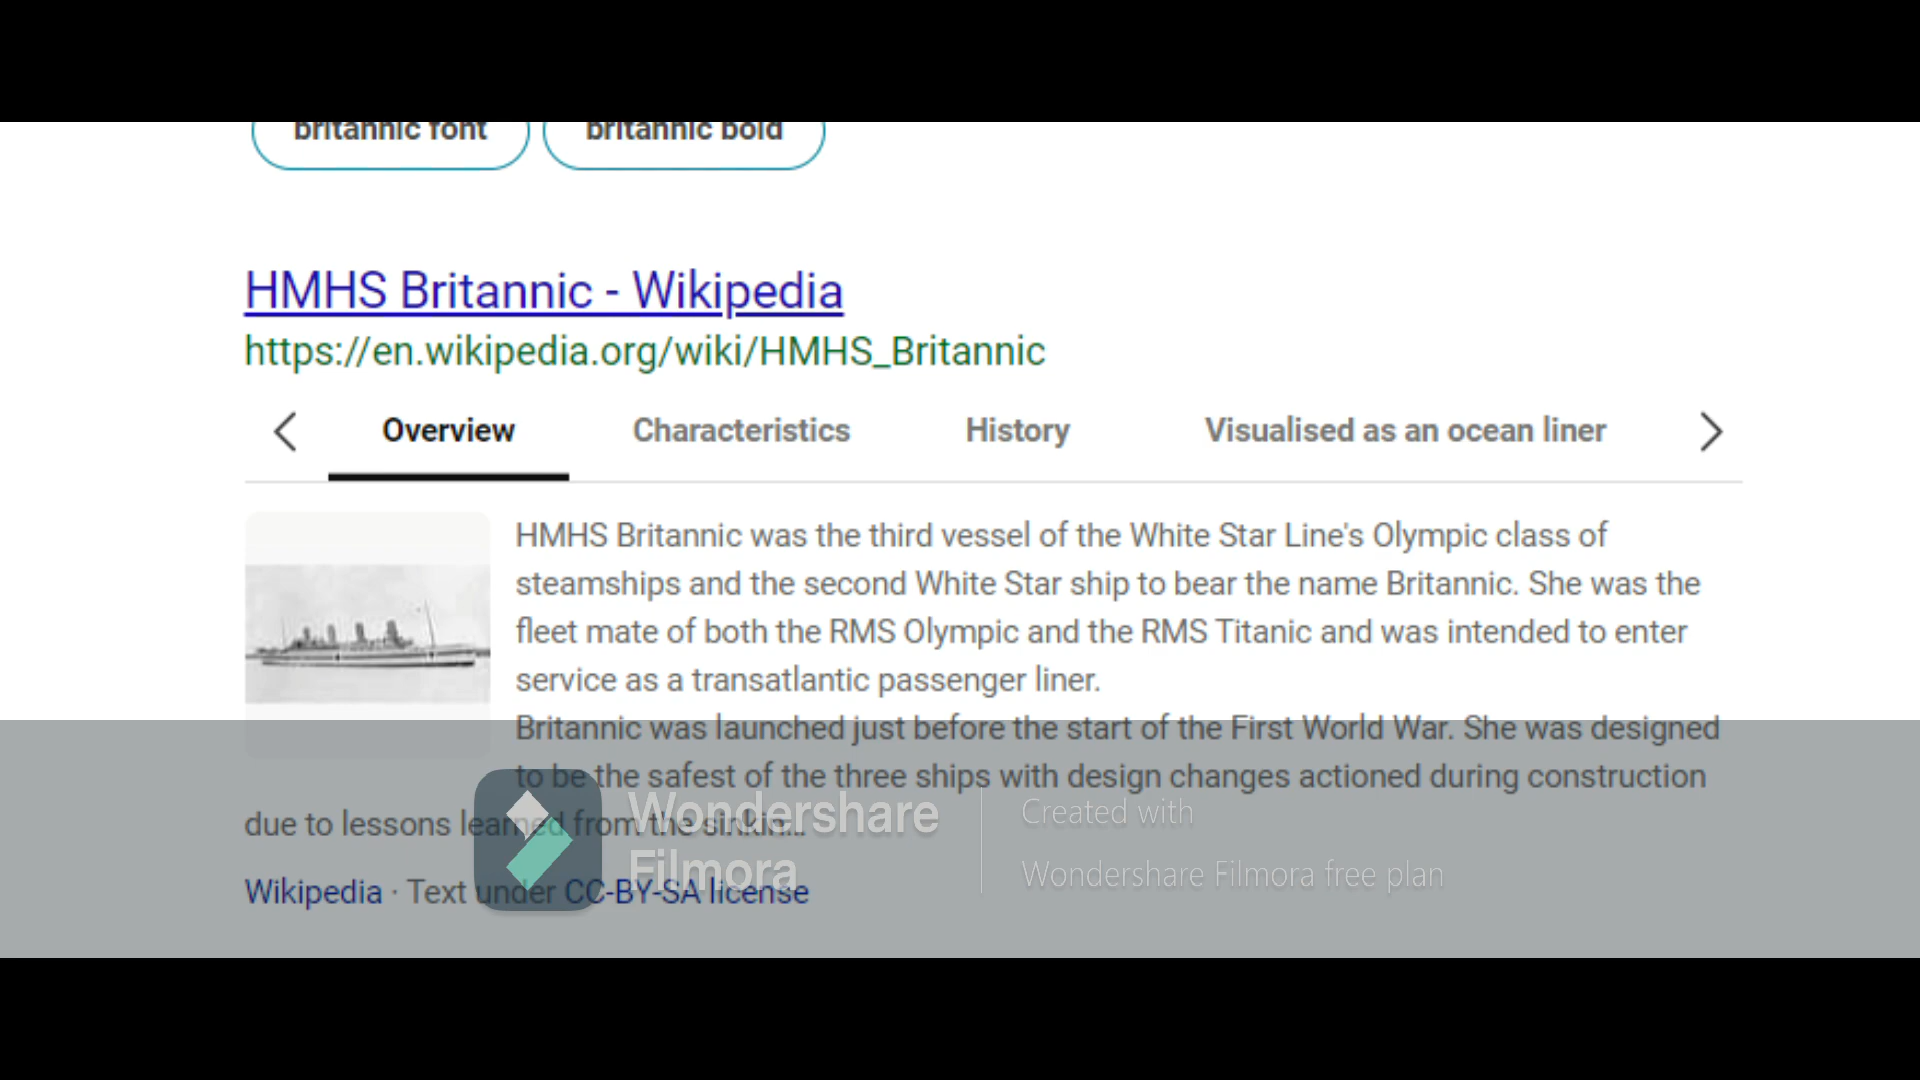 britannic font britannic bold
HMHS Britannic - Wikipedia
https://en.wikipedia.org/wiki/HMHS_Britannic
Overview Characteristics History Visualised as an ocean liner
HMHS Britannic was the third vessel of the White Star Line's Olympic class of
steamships and the second White Star ship to bear the name Britannic. She was the
fleet mate of both the RMS Olympic and the RMS Titanic and was intended to enter
service as a transatlantic passenger liner.
Britannic was launched just before the start of the First World War. She was designed
to be the safest of the three ships with design changes actioned during construction
due to lessons learned from the sinkin...
Wikipedia · Text under CC-BY-SA license
Wondershare
Filmora
Created with
Wondershare Filmora free plan